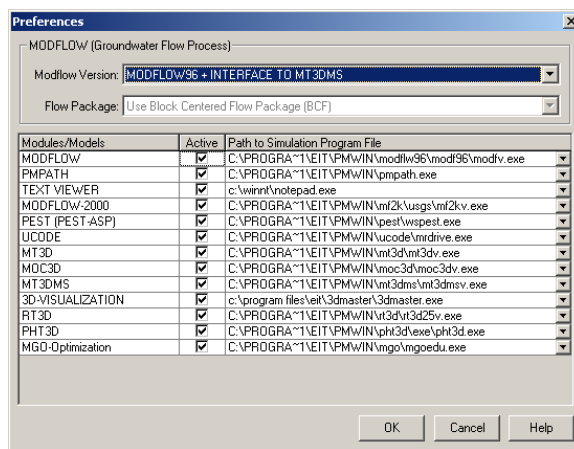 Preferences
MODFLOW (Groundwater Flow Process)
Modflow Version: MODFLOW96 + INTERFACE TO MT3DMS
Flow Package: Use Block Centered Flow Package (BCF)
Modules/Models Active Path to Simulation Program File
MODFLOW C:\PROGRA~1\EIT\PMWIN\modflw96\modf96\modfv.exe
PMPATH C:\PROGRA~1\EIT\PMWIN\pmpath.exe
TEXT VIEWER c:\winnt\notepad.exe
MODFLOW-2000 C:\PROGRA~1\EIT\PMWIN\mf2k\usgs\mf2kv.exe
PEST (PEST-ASP) C:\PROGRA~1\EIT\PMWIN\pest\wspest.exe
UCODE C:\PROGRA~1\EIT\PMWIN\ucode\mrdrive.exe
MT3D C:\PROGRA~1\EIT\PMWIN\mt3d\mt3dv.exe
MOC3D C:\PROGRA~1\EIT\PMWIN\moc3d\moc3dv.exe
MT3DMS C:\PROGRA~1\EIT\PMWIN\mt3dms\mt3dmsv.exe
3D-VISUALIZATION c:\program files\eit\3dmaster\3dmaster.exe
RT3D C:\PROGRA~1\EIT\PMWIN\rt3d\rt3d25v.exe
PHT3D C:\PROGRA~1\EIT\PMWIN\pht3d\exe\pht3d.exe
MGO-Optimization C:\PROGRA~1\EIT\PMWIN\mgo\mgoedu.exe
OK Cancel Help